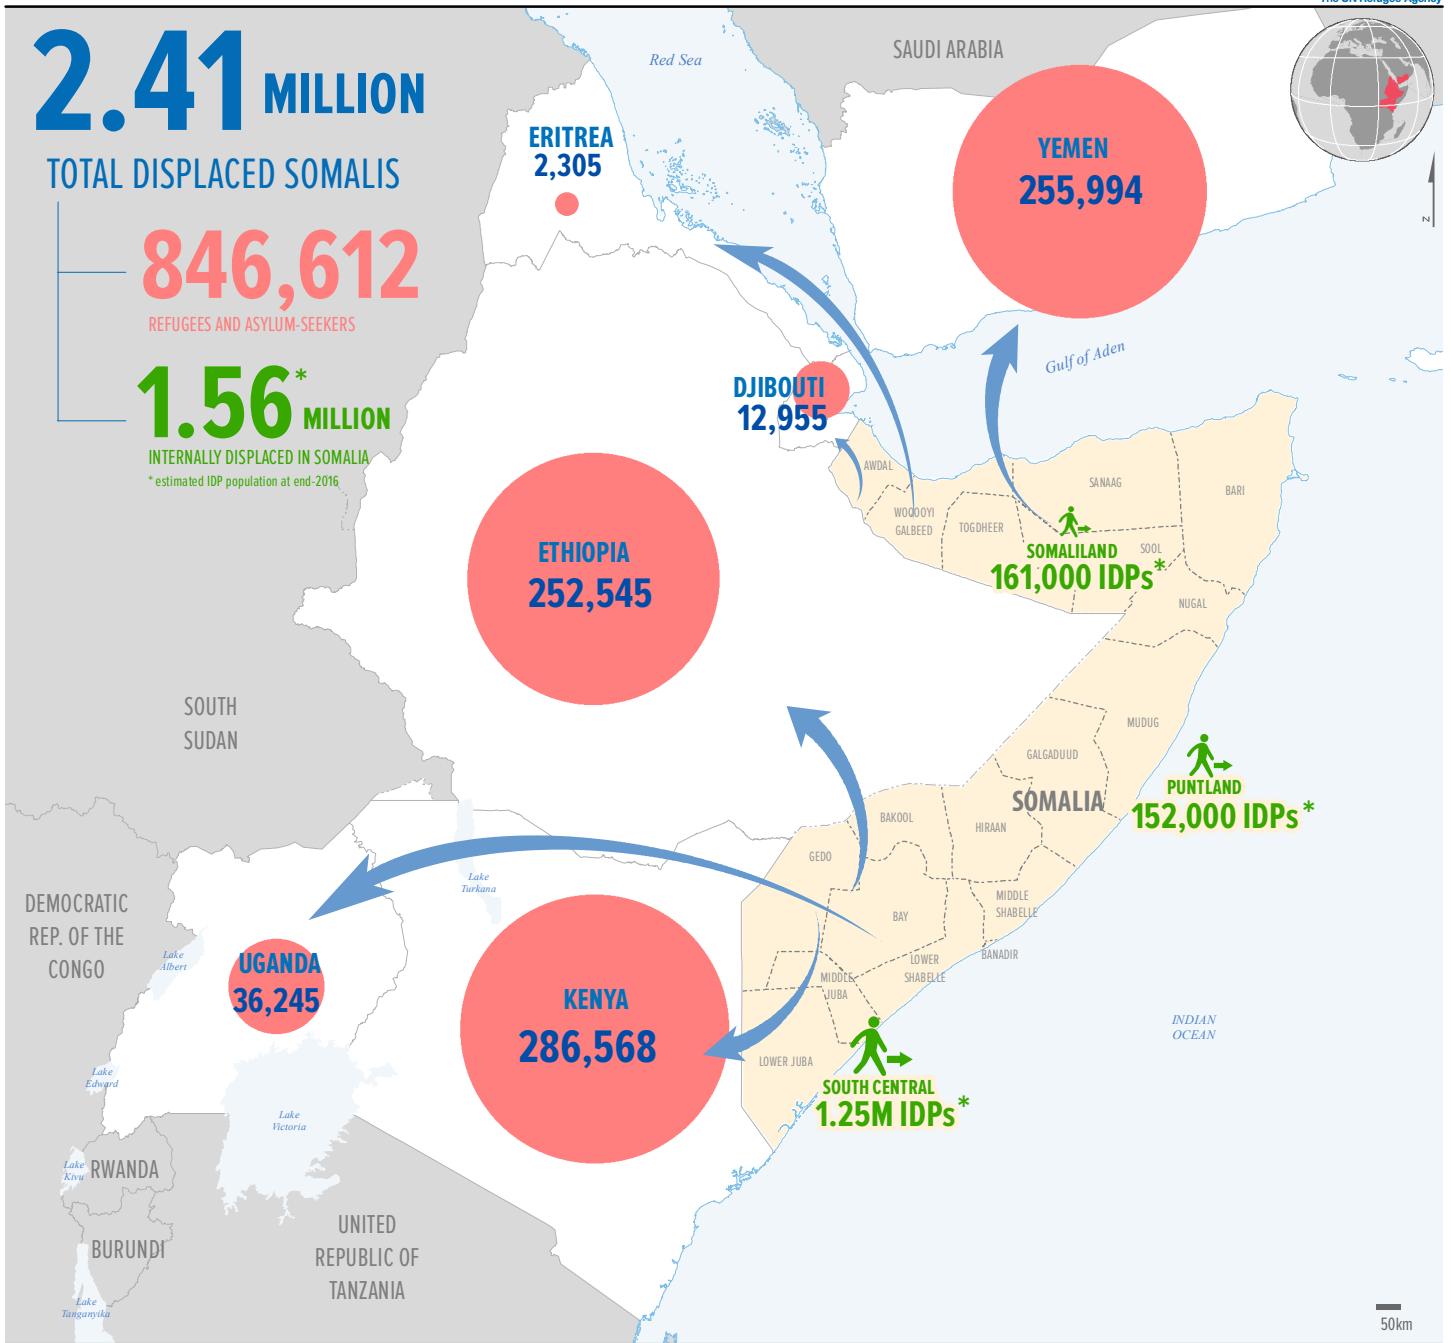 The UN Refugee Agency
2.41 MILLION
TOTAL DISPLACED SOMALIS
846,612
REFUGEES AND ASYLUM-SEEKERS
1.56* MILLION
INTERNALLY DISPLACED IN SOMALIA
* estimated IDP population at end-2016
Red Sea
SAUDI ARABIA
N
ERITREA
2,305
YEMEN
255,994
Gulf of Aden
DJIBOUTI
12,955
AWDAL
WOQOOYI
GALBEED
TOGDHEER
SANAAG
BARI
SOOL
NUGAL
SOMALILAND
161,000 IDPs*
ETHIOPIA
252,545
SOUTH
SUDAN
MUDUG
GALGADUUD
SOMALIA
PUNTLAND
152,000 IDPs*
BAKOOL
HIRAAN
GEDO
BAY
MIDDLE
SHABELLE
BANADIR
LOWER
SHABELLE
MIDDLE
JUBA
LOWER JUBA
SOUTH CENTRAL
1.25M IDPs*
Lake
Turkana
DEMOCRATIC
REP. OF THE
CONGO
Lake
Albert
UGANDA
36,245
KENYA
286,568
INDIAN
OCEAN
Lake
Edward
Lake
Victoria
Lake
Kivu
RWANDA
BURUNDI
UNITED
REPUBLIC OF
TANZANIA
Lake
Tanganyika
50km